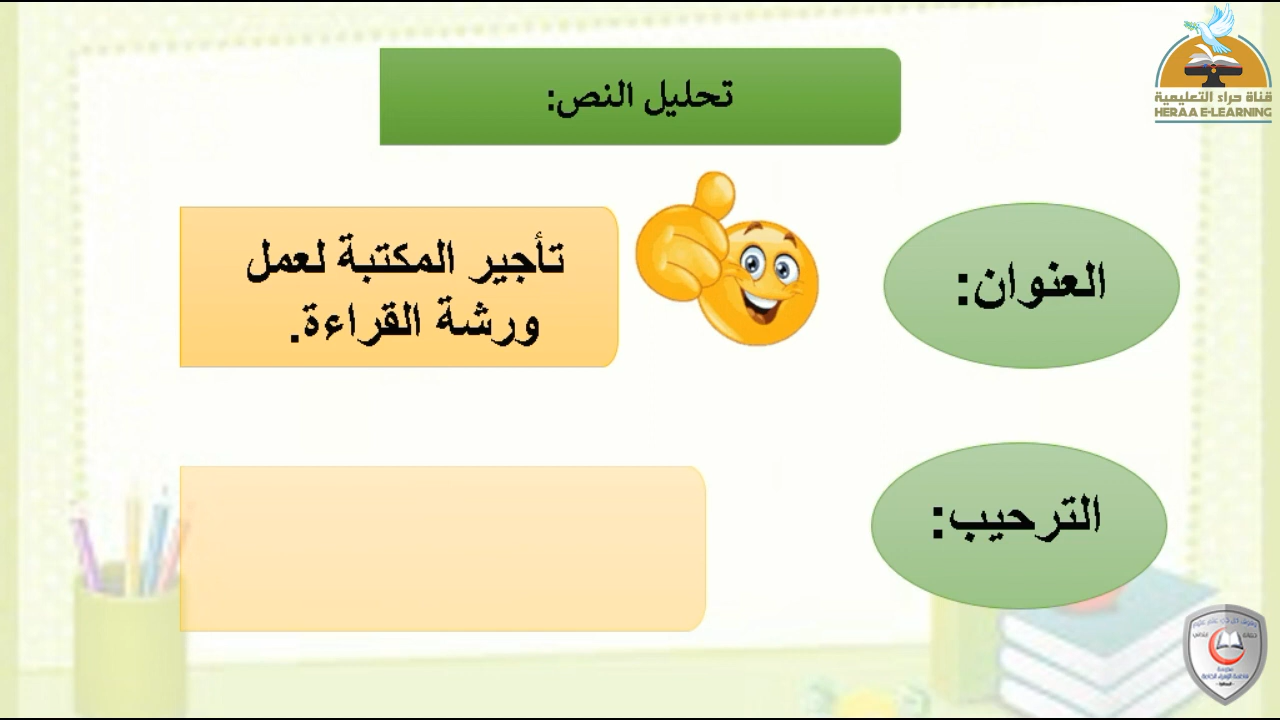 قناة حراء التعليمية
HERAA E-LEARNING
تحليل النص:
العنوان:
تأجير المكتبة لعمل
ورشة القراءة.
الترحيب: